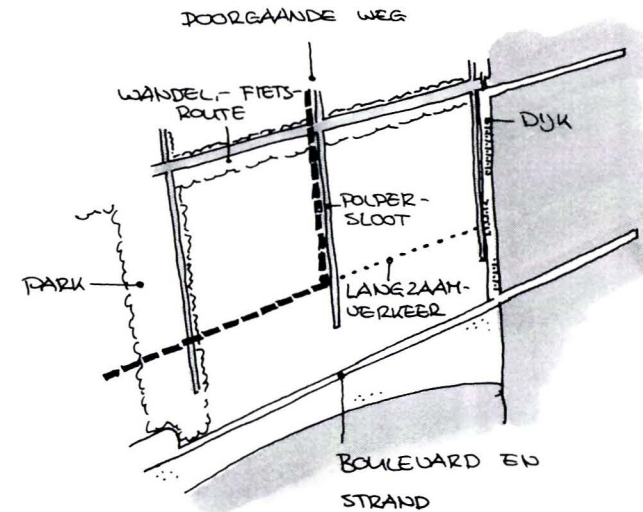 DOORGAANDE WEG
WANDEL,- FIETS-
ROUTE
DIJK
POLDER-
SLOOT
PARK
LANGZAAM-
VERKEER
BOULEVARD EN
STRAND